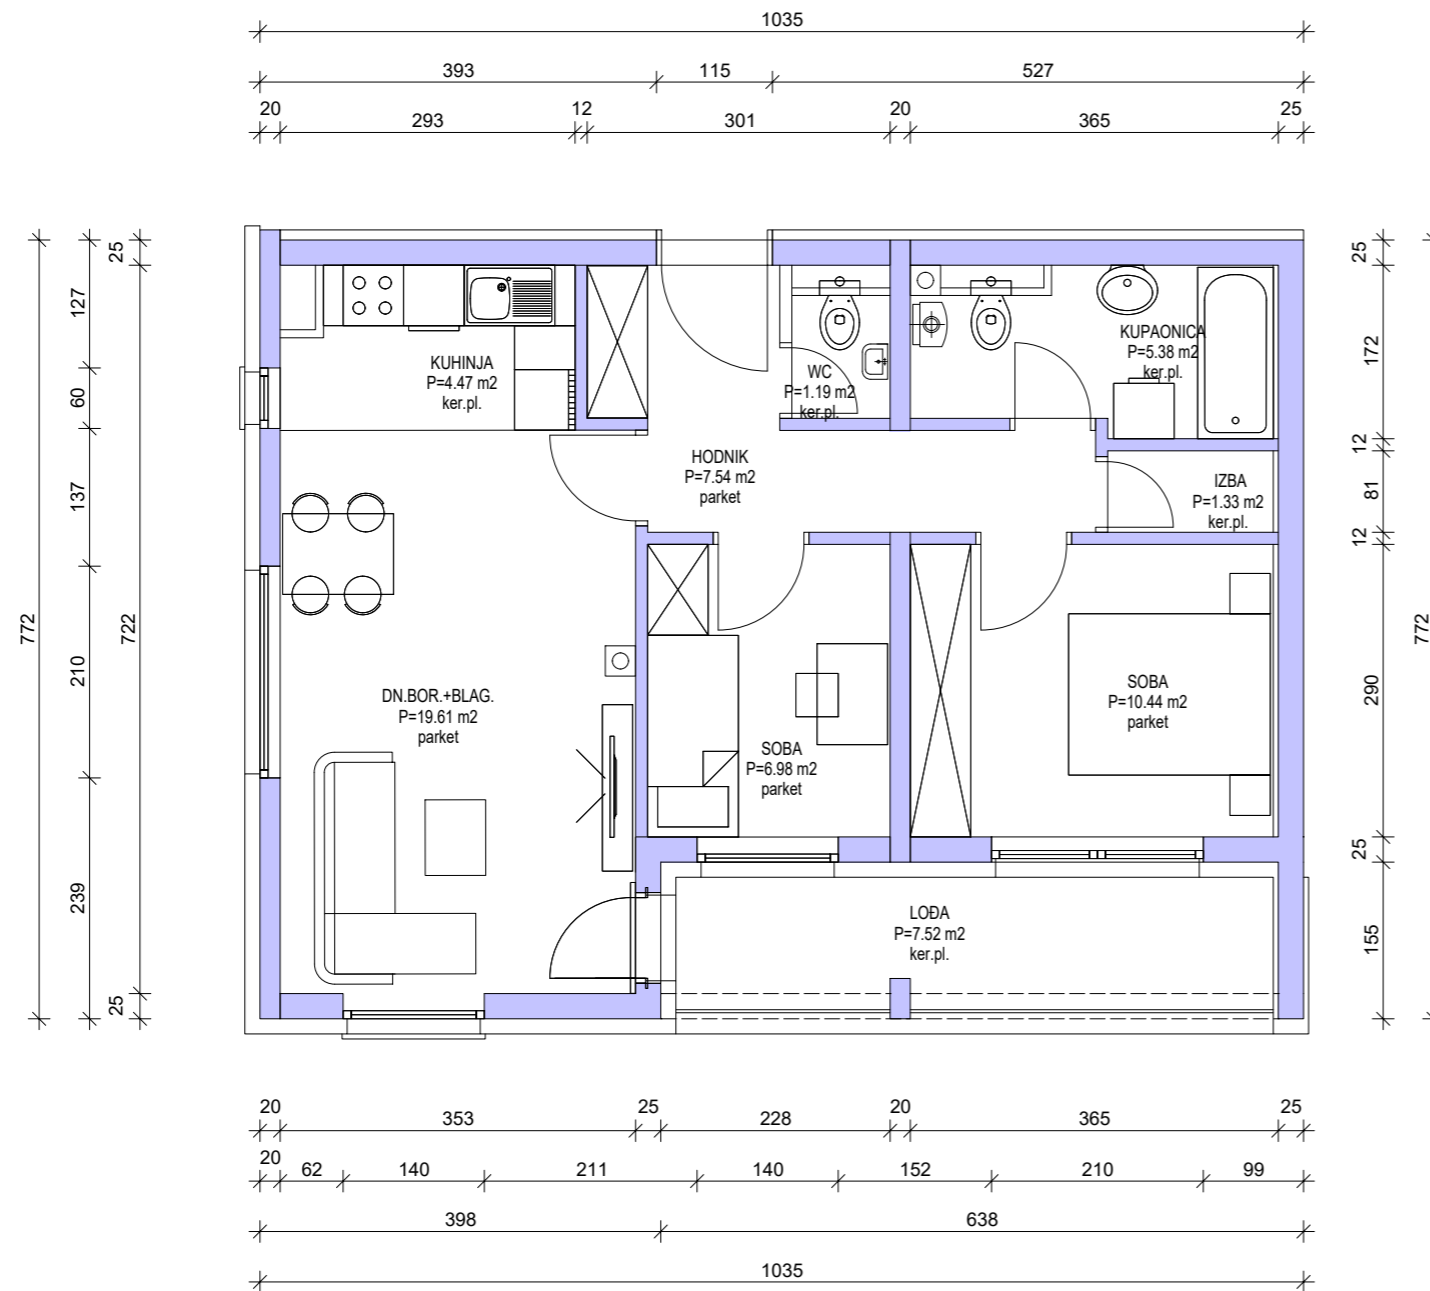 1035
393 115 527
20 12 20 25
293 301 365
25
127
60
137
210
239
772
722
25
KUHINJA
P=4.47 m2
ker.pl.
WC
P=1.19 m2
ker.pl.
KUPAONICA
P=5.38 m2
ker.pl.
HODNIK
P=7.54 m2
parket
IZBA
P=1.33 m2
ker.pl.
DN.BOR.+BLAG.
P=19.61 m2
parket
SOBA
P=6.98 m2
parket
SOBA
P=10.44 m2
parket
LOĐA
P=7.52 m2
ker.pl.
25
172
12
81
12
290
25
155
772
20 25 20 25
353 228 365
20
62 140 211 140 152 210 99
398 638
1035